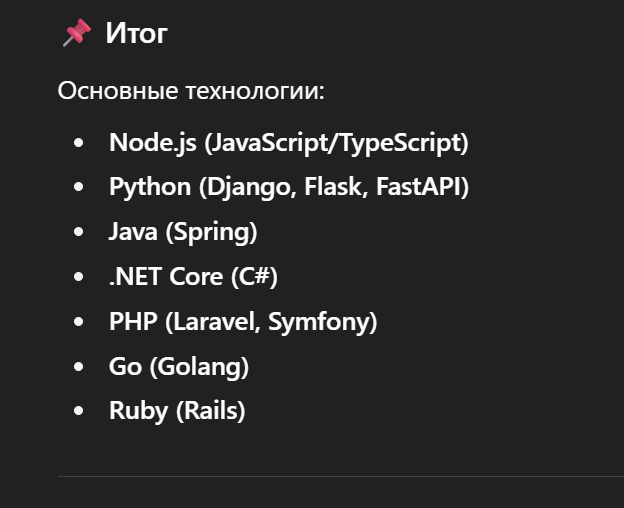 📌 Итог
Основные технологии:
• Node.js (JavaScript/TypeScript)
• Python (Django, Flask, FastAPI)
• Java (Spring)
• .NET Core (C#)
• PHP (Laravel, Symfony)
• Go (Golang)
• Ruby (Rails)